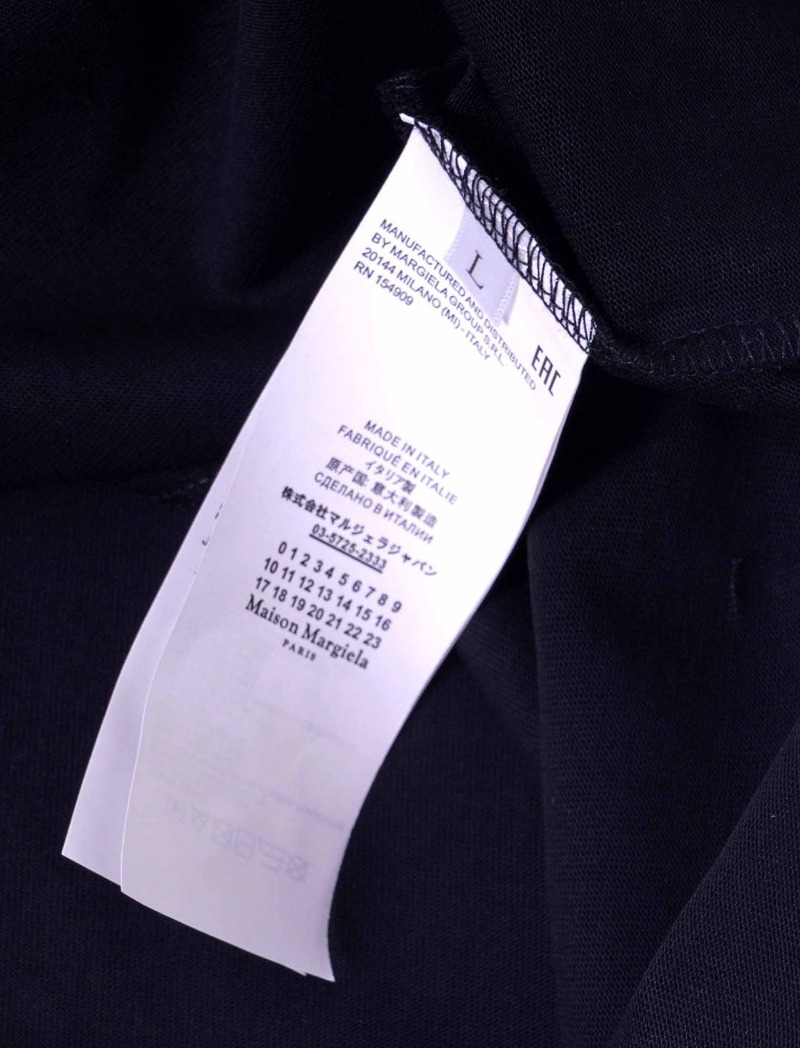 L
MANUFACTURED AND DISTRIBUTED
BY MARGIELA GROUP S.R.L.
20144 MILANO (MI) - ITALY
RN 154909
EAC
MADE IN ITALY
FABRIQUÉ EN ITALIE
イタリア製
原产国: 意大利製造
СДЕЛАНО В ИТАЛИИ
株式会社マルジェラジャパン
03-5725-2333
0 1 2 3 4 5 6 7 8 9
10 11 12 13 14 15 16
17 18 19 20 21 22 23
Maison Margiela
PARIS